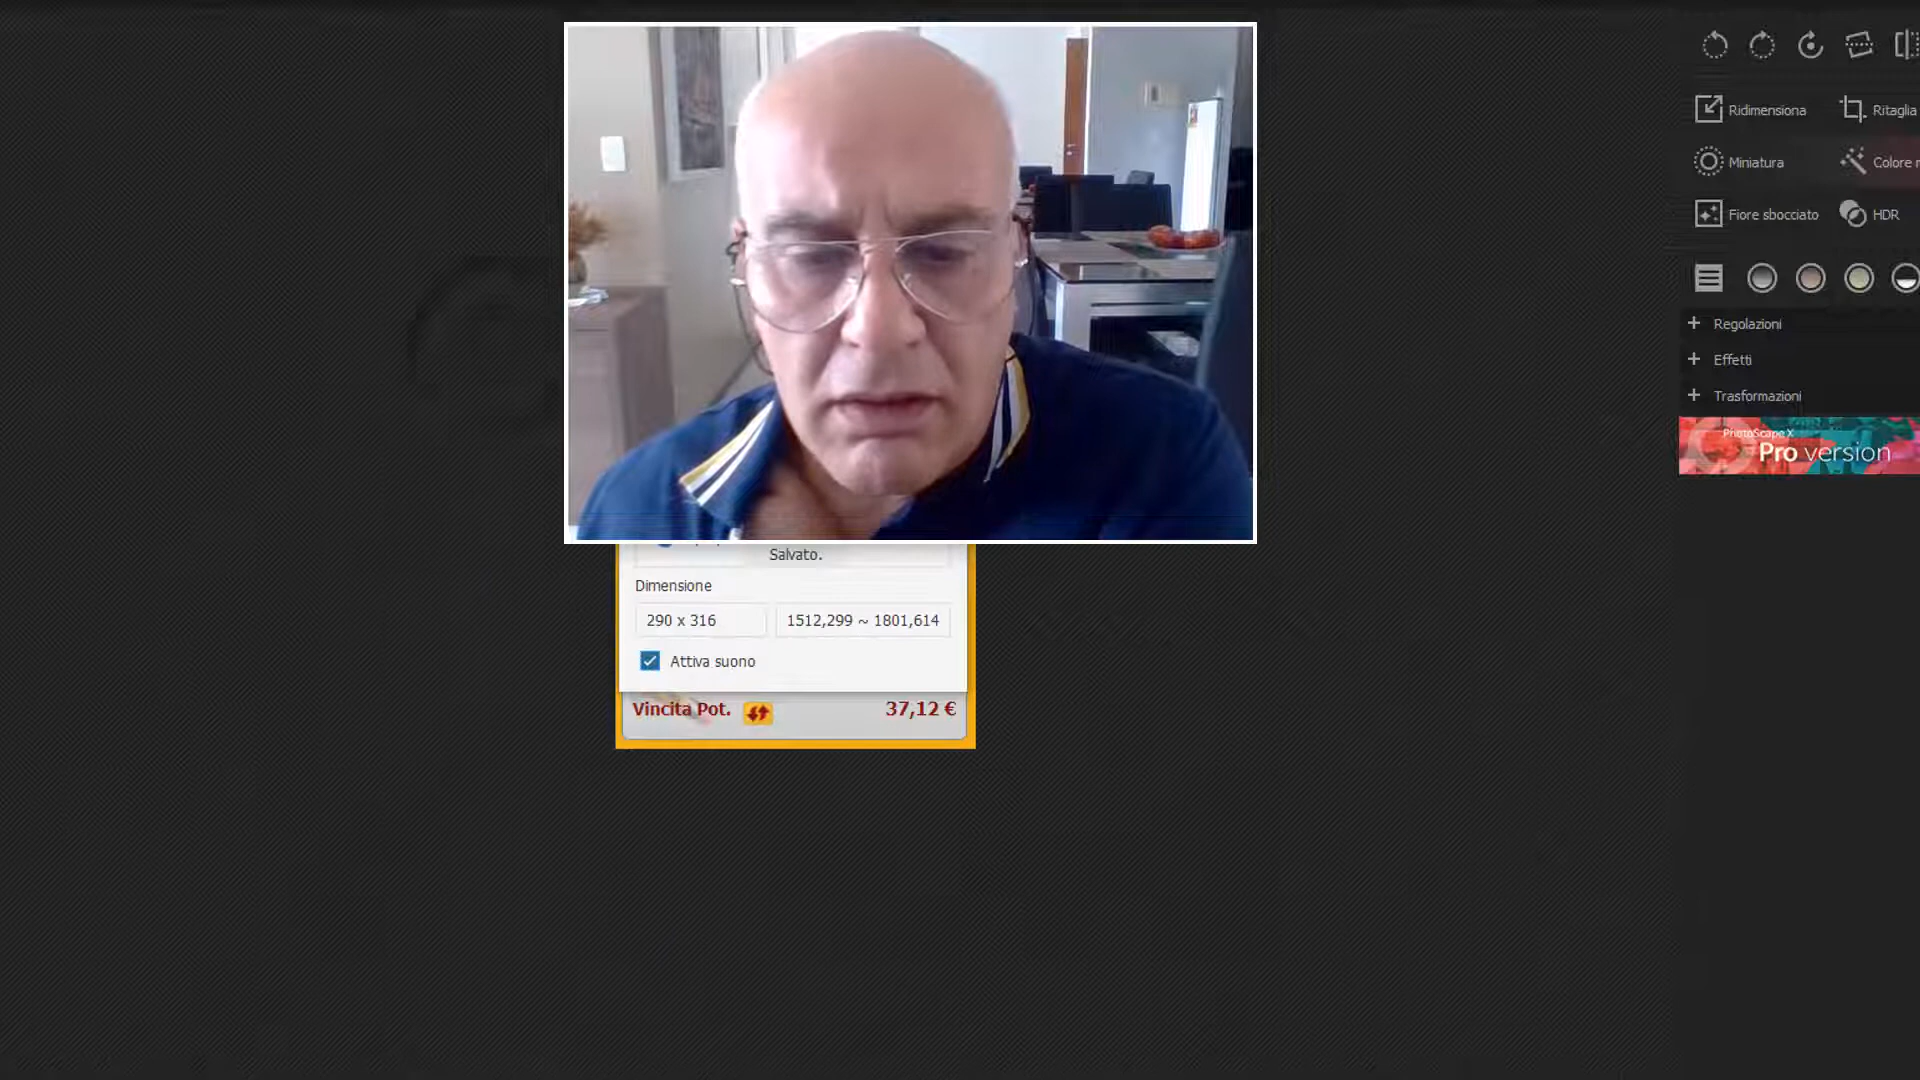 Ridimensiona
Ritaglia
Miniatura
Colore
Fiore sbocciato
HDR
Regolazioni
Effetti
Trasformazioni
PhotoScape X
Pro version
Salvato.
Dimensione
290 x 316
1512,299 ~ 1801,614
Attiva suono
Vincita Pot.
37,12 €